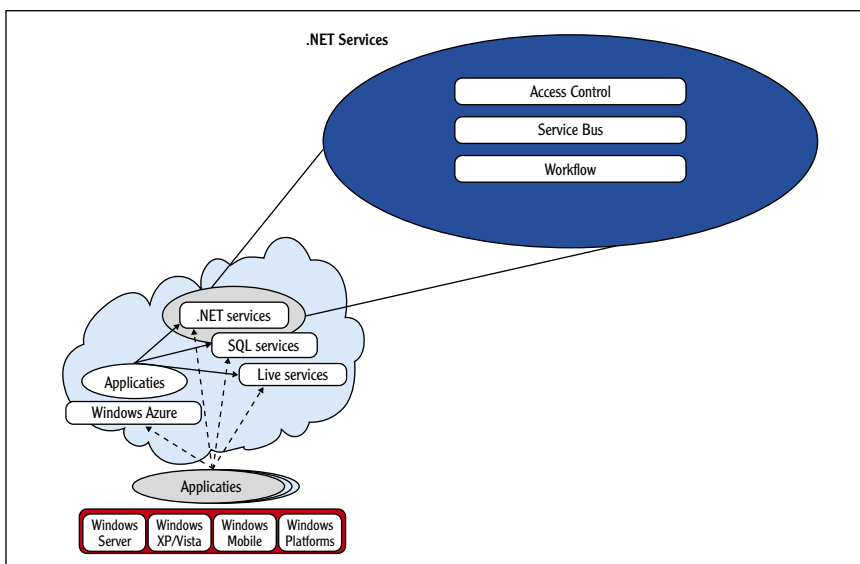 .NET Services
Access Control
Service Bus
Workflow
.NET services
SQL services
Live services
Applicaties
Windows Azure
Applicaties
Windows
Server
Windows
XP/Vista
Windows
Mobile
Windows
Platforms